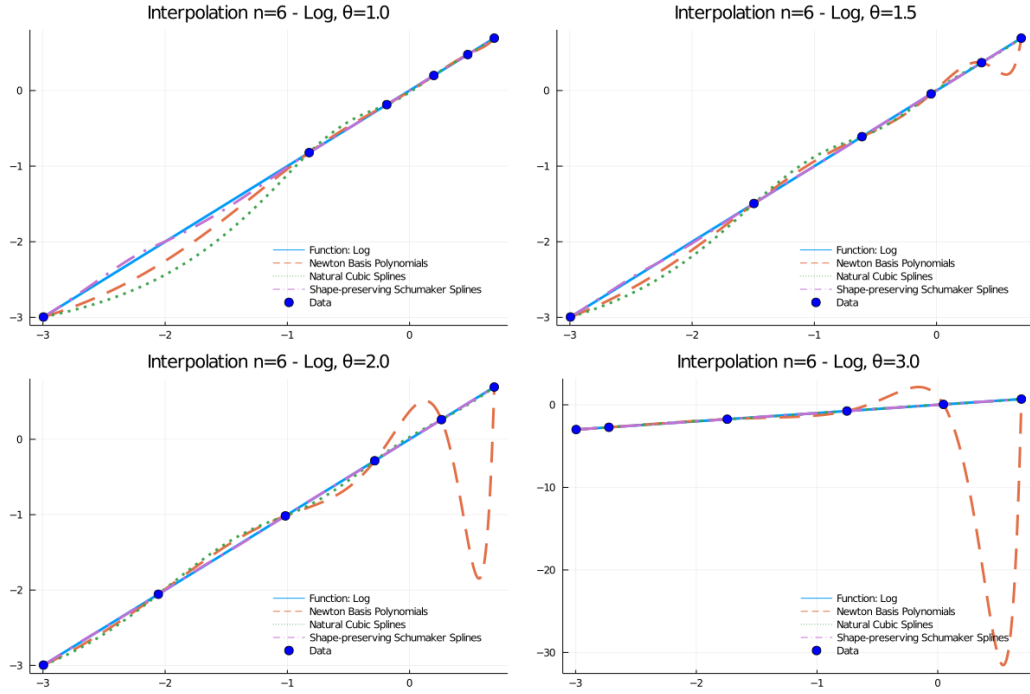 Interpolation n=6 - Log, θ=1.0
0
−1
−2
−3
−3
−2
−1
0
Function: Log
Newton Basis Polynomials
Natural Cubic Splines
Shape-preserving Schumaker Splines
Data
Interpolation n=6 - Log, θ=1.5
0
−1
−2
−3
−3
−2
−1
0
Function: Log
Newton Basis Polynomials
Natural Cubic Splines
Shape-preserving Schumaker Splines
Data
Interpolation n=6 - Log, θ=2.0
0
−1
−2
−3
−3
−2
−1
0
Function: Log
Newton Basis Polynomials
Natural Cubic Splines
Shape-preserving Schumaker Splines
Data
Interpolation n=6 - Log, θ=3.0
0
−10
−20
−30
−3
−2
−1
0
Function: Log
Newton Basis Polynomials
Natural Cubic Splines
Shape-preserving Schumaker Splines
Data